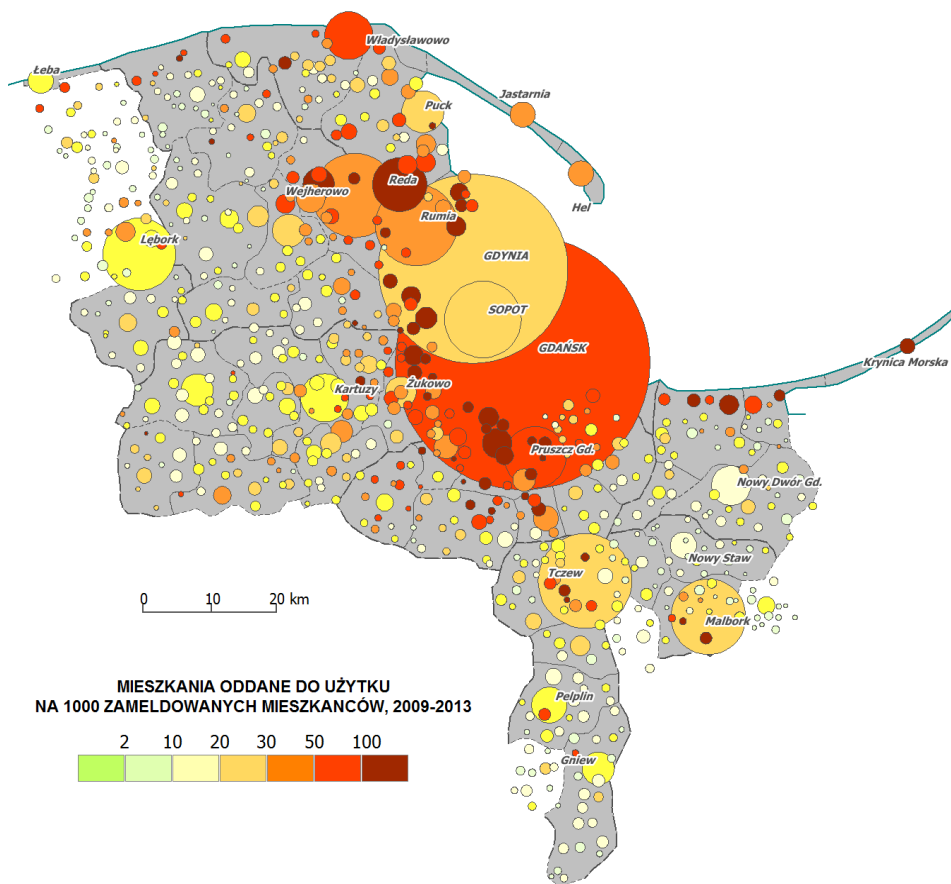 Władysławowo
Łeba
Jastarnia
Puck
Reda
Wejherowo
Hel
Rumia
Lębork
GDYNIA
SOPOT
GDAŃSK
Krynica Morska
Kartuzy
Żukowo
Pruszcz Gd.
Nowy Dwór Gd.
Nowy Staw
Tczew
Malbork
0 10 20 km
MIESZKANIA ODDANE DO UŻYTKU
NA 1000 ZAMELDOWANYCH MIESZKANCÓW, 2009-2013
Pelplin
2 10 20 30 50 100
Gniew